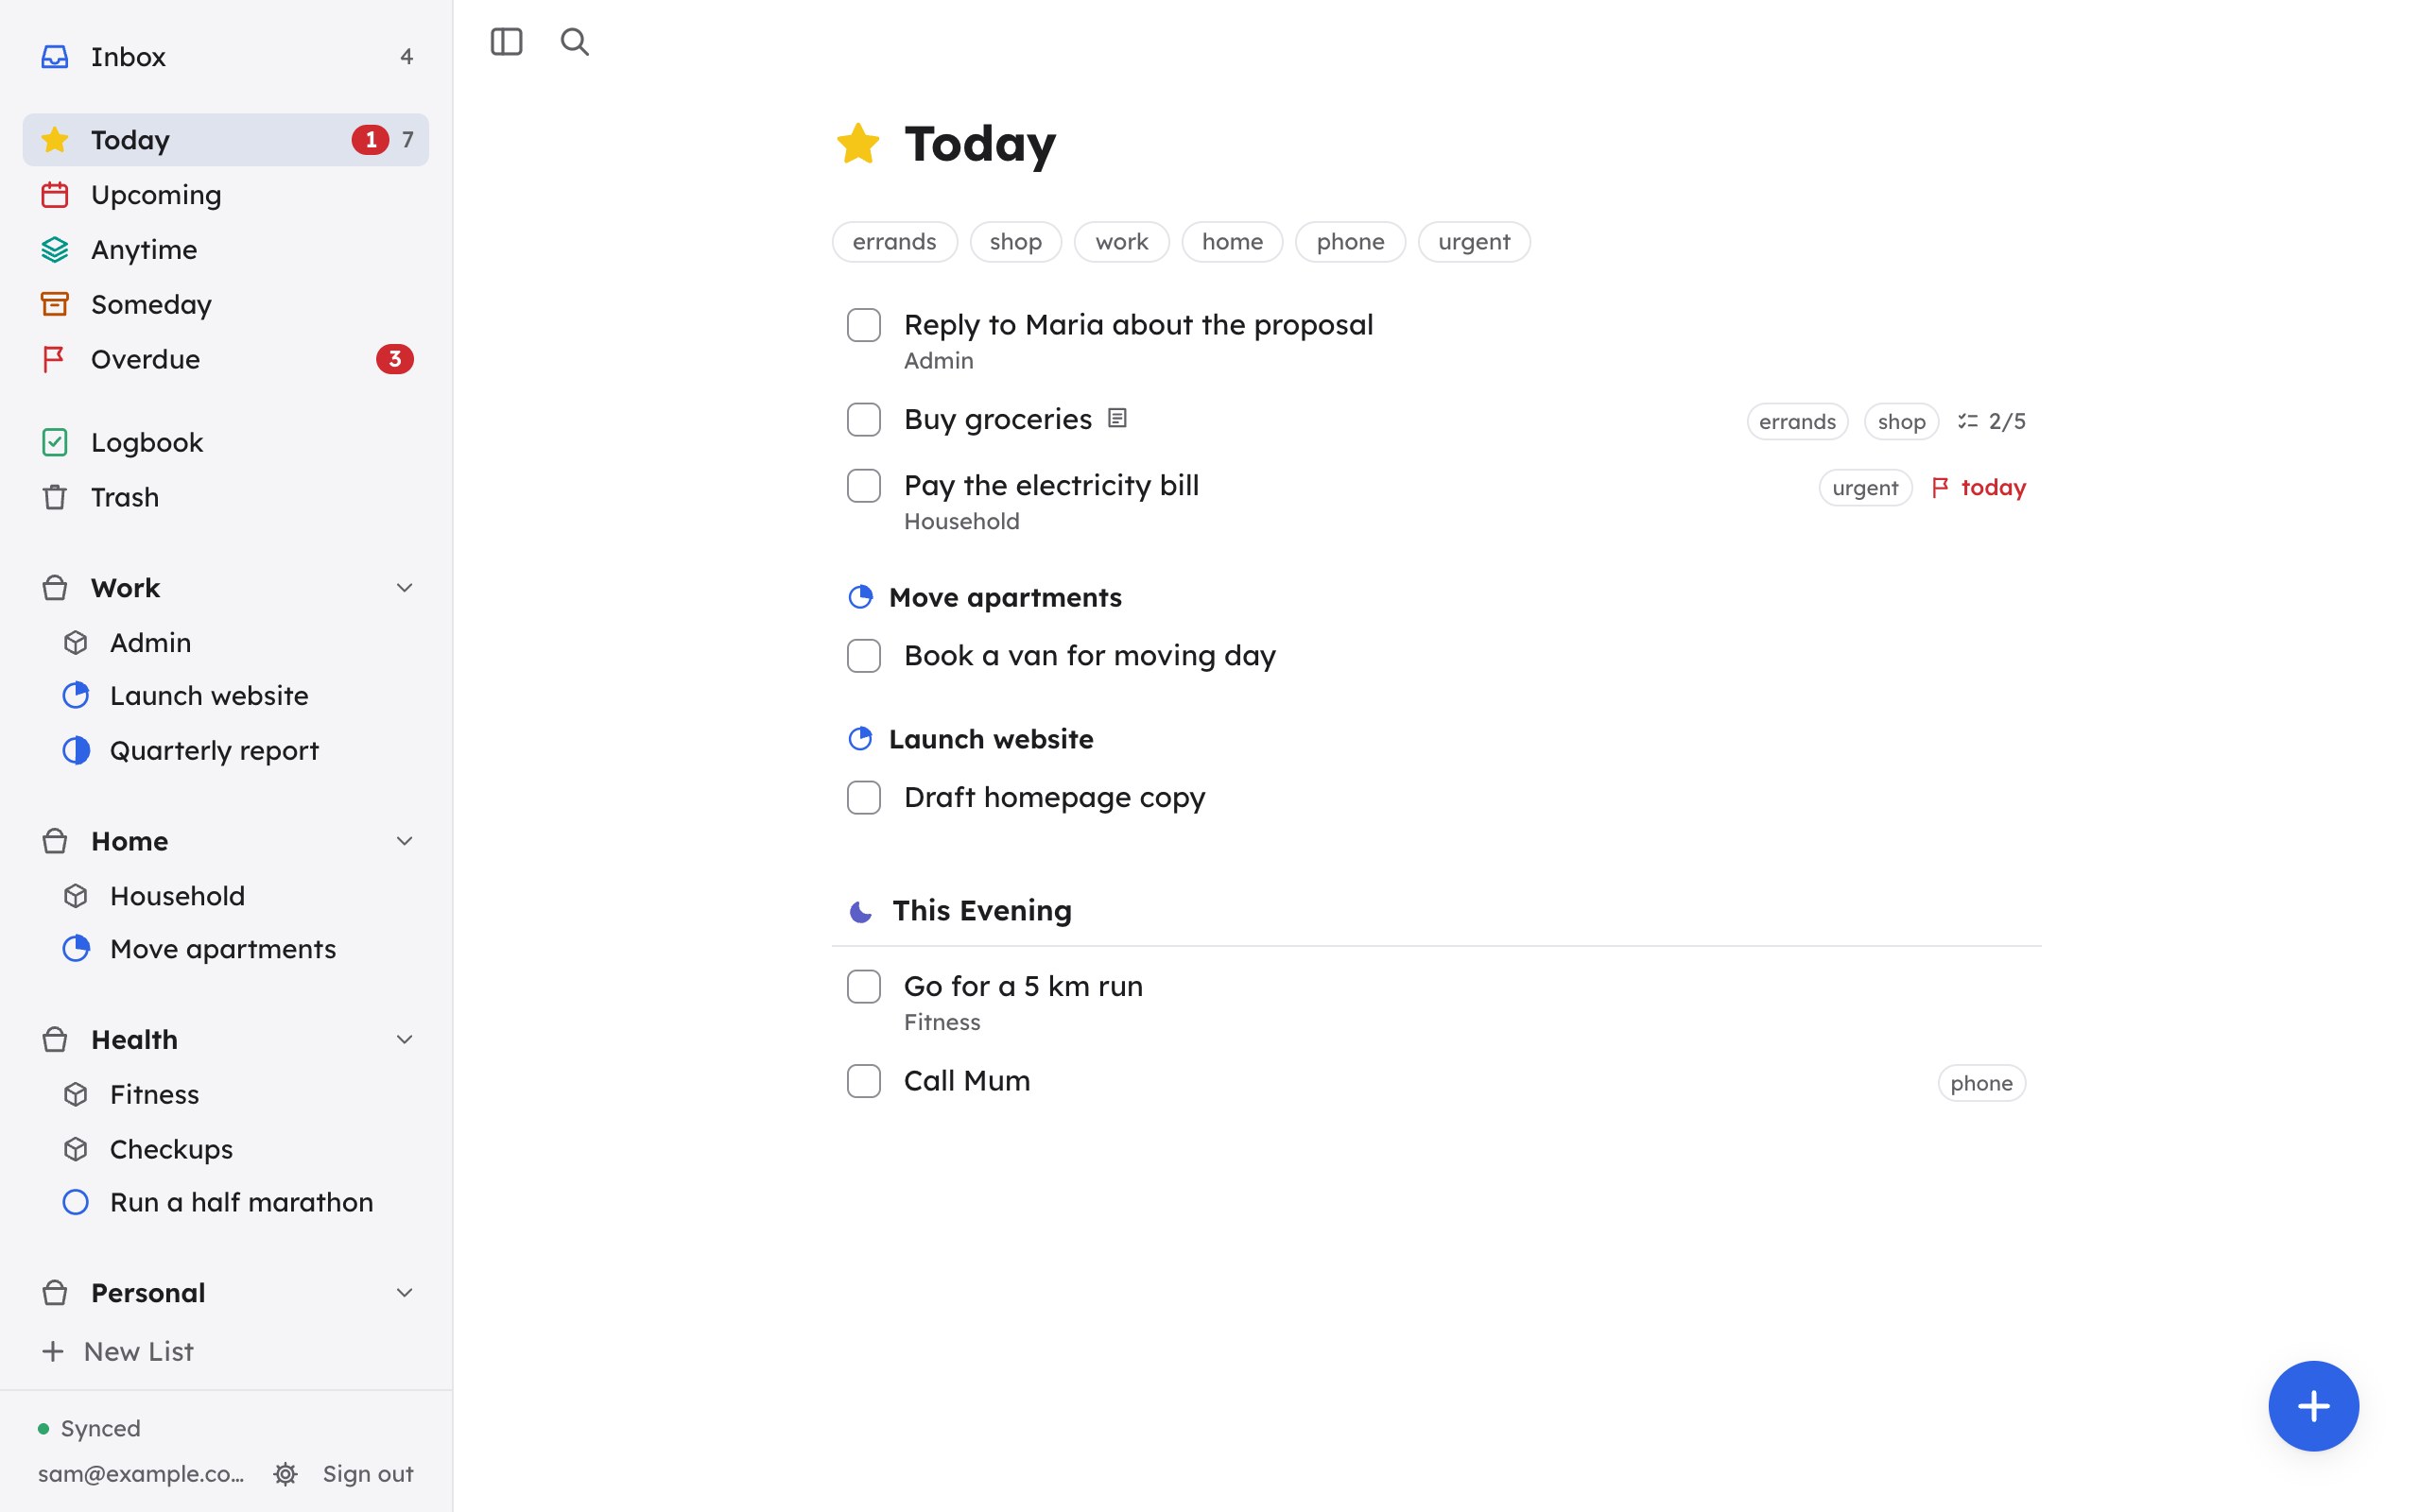 Inbox 4
Today 1 7
Upcoming
Anytime
Someday
Overdue 3
Logbook
Trash
Work
Admin
Launch website
Quarterly report
Home
Household
Move apartments
Health
Fitness
Checkups
Run a half marathon
Personal
New List
Synced
sam@example.co... Sign out
Today
errands shop work home phone urgent
Reply to Maria about the proposal
Admin
Buy groceries errands shop 2/5
Pay the electricity bill urgent today
Household
Move apartments
Book a van for moving day
Launch website
Draft homepage copy
This Evening
Go for a 5 km run
Fitness
Call Mum phone